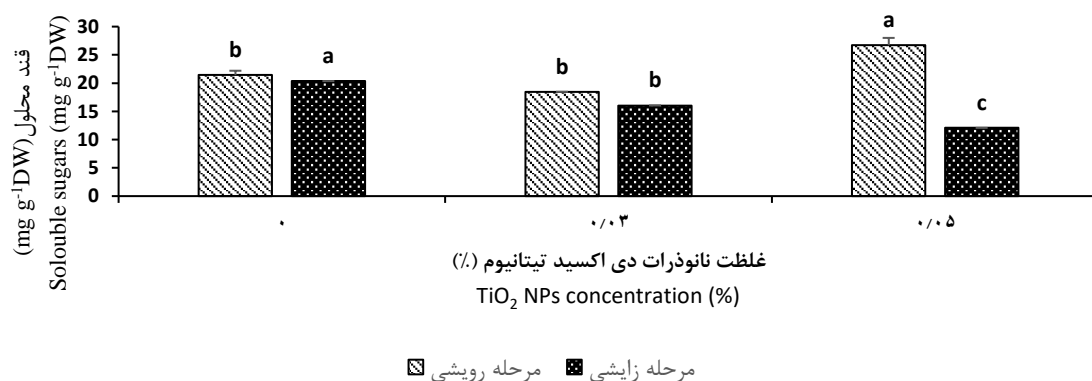 قند محلول (mg g⁻¹DW)
Solouble sugars (mg g⁻¹DW)
30
25
20
15
10
5
0
b
a
b
b
a
c
۰
۰/۰۳
۰/۰۵
غلظت نانوذرات دی اکسید تیتانیوم (٪)
TiO₂ NPs concentration (%)
مرحله رویشی
مرحله زایشی